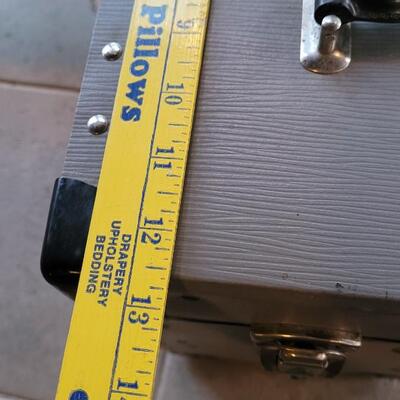 Pillows
DRAPERY
UPHOLSTERY
BEDDING
9
10
11
12
13